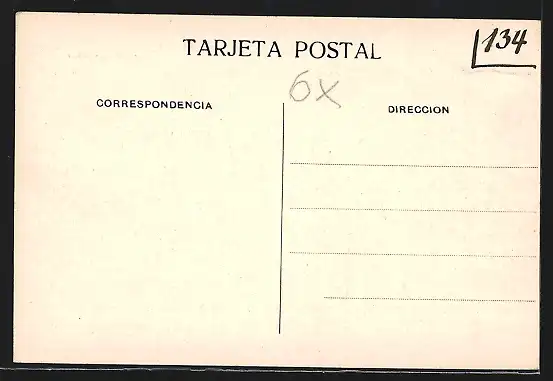 TARJETA POSTAL
134
6X
CORRESPONDENCIA
DIRECCION